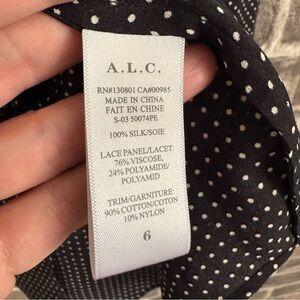 A.L.C.
RN#130801 CA#00985
MADE IN CHINA
FAIT EN CHINE
S-03 50074PE
100% SILK/SOIE
LACE PANEL/LACET:
76% VISCOSE,
24% POLYAMIDE/
POLYAMID
TRIM/GARNITURE:
90% COTTON/COTON
10% NYLON
6